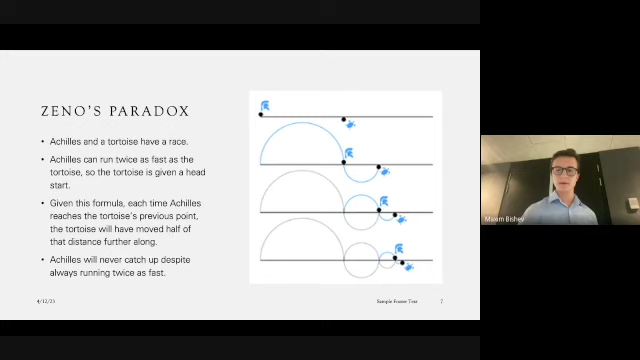 ZENO'S PARADOX
• Achilles and a tortoise have a race.
• Achilles can run twice as fast as the
tortoise, so the tortoise is given a head
start.
• Given this formula, each time Achilles
reaches the tortoise's previous point,
the tortoise will have moved half of
that distance further along.
• Achilles will never catch up despite
always running twice as fast.
4/12/23
Sample Footer Text
7
Maxim Bishev